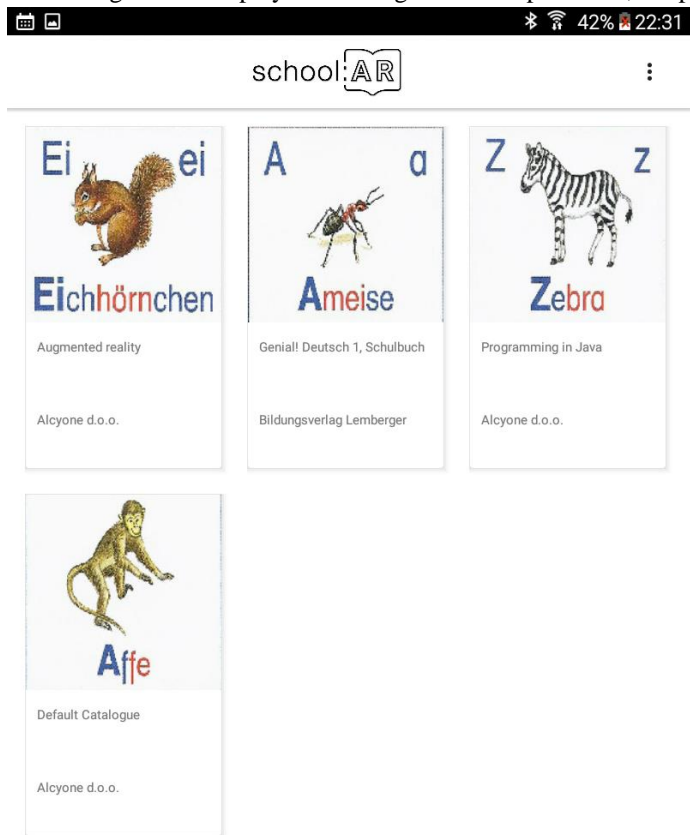 42% 22:31
school AR
Ei ei
Eichhörnchen
Augmented reality
Alcyone d.o.o.
A a
Ameise
Genial! Deutsch 1, Schulbuch
Bildungsverlag Lemberger
Z z
Zebra
Programming in Java
Alcyone d.o.o.
Affe
Default Catalogue
Alcyone d.o.o.